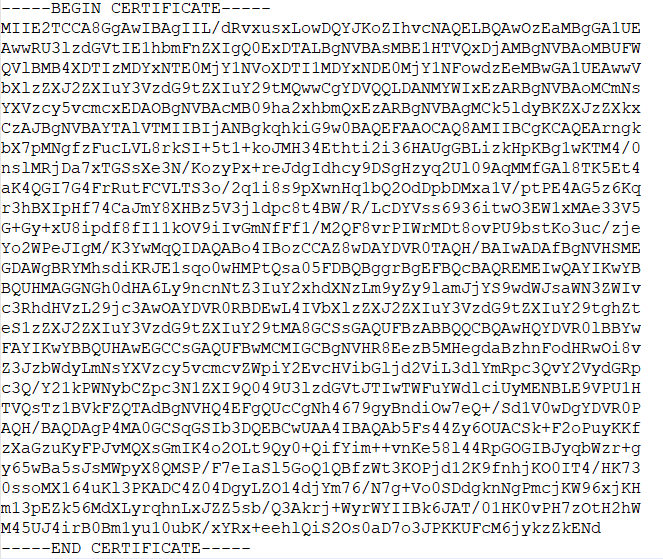 -----BEGIN CERTIFICATE-----
MIIE2TCCA8GgAwIBAgIIL/dRvxusxLowDQYJKoZIhvcNAQELBQAwOzEaMBgGA1UE
AwwRU3lzdGVtIE1hbmFnZXIgQ0ExDTALBgNVBAsMBE1HTVQxDjAMBgNVBAoMBUFW
QVlBMB4XDTIzMDYxNTE0MjY1NVoXDTI1MDYxNDE0MjY1NFowdzEeMBwGA1UEAwwV
bXlzZXJ2ZXIuY3VzdG9tZXIuY29tMQwwCgYDVQQLDANMYWIxEzARBgNVBAoMCmNs
YXVzcy5vcmcxEDAOBgNVBAcMB09ha2xhbmQxEzARBgNVBAgMCk5ldyBKZXJzZXkx
CzAJBgNVBAYTAlVTMIIBIjANBgkqhkiG9w0BAQEFAAOCAQ8AMIIBCgKCAQEArngk
bX7pMNgfzFucLVL8rkSI+5t1+koJMH34Ethti2i36HAUgGBLizkHpKBg1wKTM4/0
nslMRjDa7xTGSsXe3N/KozyPx+reJdgIdhcy9DSgHzyq2Ul09AqMMfGAl8TK5Et4
aK4QGI7G4FrRutFCVLTS3o/2q1i8s9pXwnHq1bQ2OdDpbDMxa1V/ptPE4AG5z6Kq
r3hBXIpHf74CaJmY8XHBz5V3jldpc8t4BW/R/LcDYVss6936itwO3EW1xMAe33V5
G+Gy+xU8ipdf8fI11kOV9iIvGmNfFf1/M2QF8vrPIWrMDt8ovPU9bstKo3uc/zje
Yo2WPeJIgM/K3YwMqQIDAQABo4IBozCCAZ8wDAYDVR0TAQH/BAIwADAfBgNVHSME
GDAWgBRYMhsdiKRJE1sqo0wHMPtQsa05FDBQBggrBgEFBQcBAQREMEIwQAYIKwYB
BQUHMAGGNGh0dHA6Ly9ncnNtZ3IuY2xhdXNzLm9yZy9lamJjYS9wdWJsaWN3ZWIv
c3RhdHVzL29jc3AwOAYDVR0RBDEwL4IVbXlzZXJ2ZXIuY3VzdG9tZXIuY29tghZt
eS1zZXJ2ZXIuY3VzdG9tZXIuY29tMA8GCSsGAQUFBzABBQQCBQAwHQYDVR0lBBYw
FAYIKwYBBQUHAwEGCCsGAQUFBwMCMIGCBgNVHR8EezB5MHegdaBzhnFodHRwOi8v
Z3JzbWdyLmNsYXVzcy5vcmcvZWpiY2EvcHVibGljd2ViL3dlYmRpc3QvY2VydGRp
c3Q/Y21kPWNybCZpc3N1ZXI9Q049U3lzdGVtJTIwTWFuYWdlciUyMENBLE9VPU1H
TVQsTz1BVkFZQTAdBgNVHQ4EFgQUcCgNh4679gyBndiOw7eQ+/Sd1V0wDgYDVR0P
AQH/BAQDAgP4MA0GCSqGSIb3DQEBCwUAA4IBAQAb5Fs44Zy6OUACSk+F2oPuyKKf
zXaGzuKyFPJvMQXsGmIK4o2OLt9Qy0+QifYim++vnKe58l44RpGOGIBJyqbWzr+g
y65wBa5sJsMWpyX8QMSP/F7eIaSl5GoQ1QBfzWt3KOPjd12K9fnhjKO0IT4/HK73
0ssoMX164uKl3PKADC4Z04DgyLZO14djYm76/N7g+Vo0SDdgknNgPmcjKW96xjKH
m13pEZk56MdXLyrqhnLxJZZ5sb/Q3Akrj+WyrWYIIBk6JAT/01HK0vPH7zOtH2hW
M45UJ4irB0Bm1yu10ubK/xYRx+eehlQiS2Os0aD7o3JPKKUFcM6jykzZkENd
-----END CERTIFICATE-----